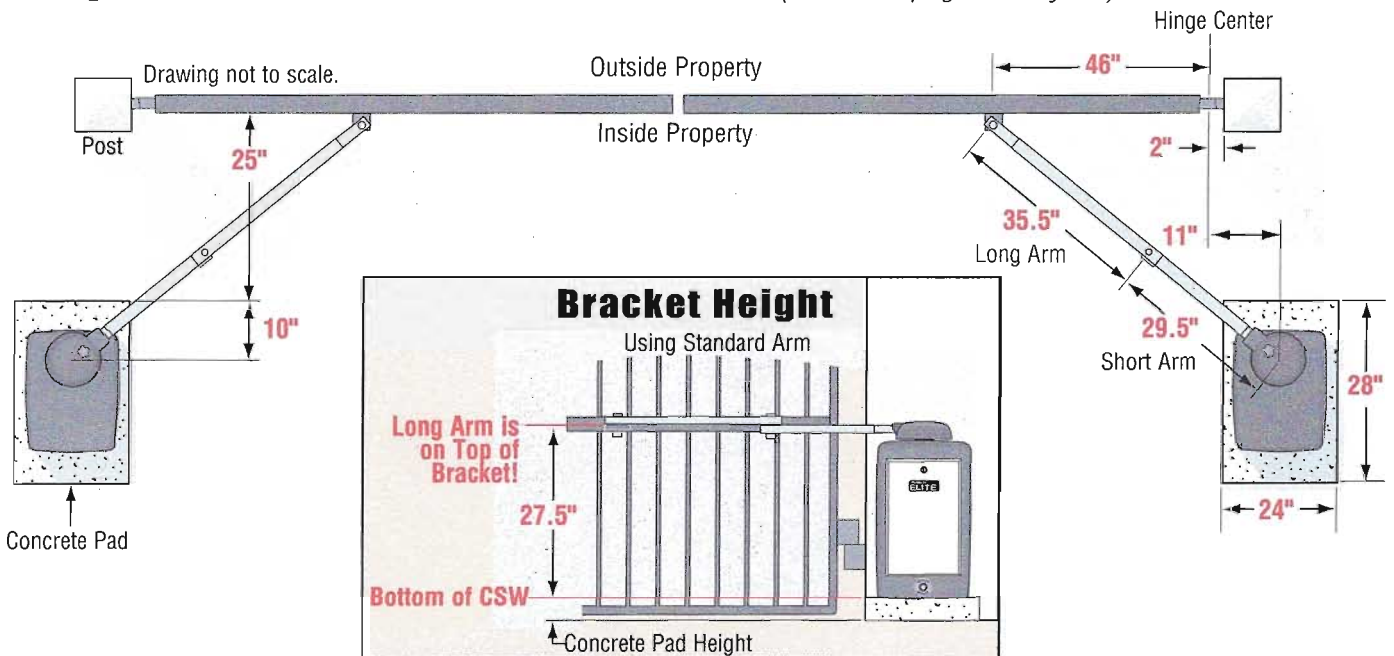 Hinge Center
Drawing not to scale.
Outside Property
46"
Inside Property
Post
25"
2"
35.5"
Long Arm
11"
10"
29.5"
Short Arm
28"
24"
Concrete Pad
Bracket Height
Using Standard Arm
Long Arm is
on Top of
Bracket!
27.5"
ELITE
Bottom of CSW
Concrete Pad Height